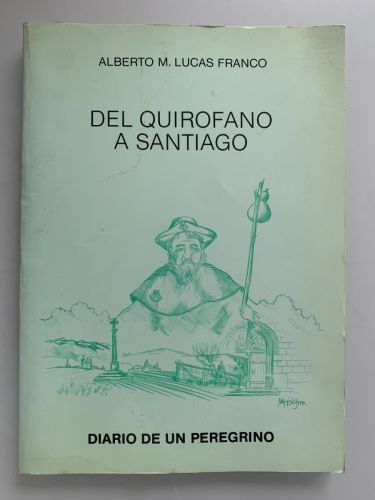 ALBERTO M. LUCAS FRANCO
DEL QUIROFANO
A SANTIAGO
DIARIO DE UN PEREGRINO